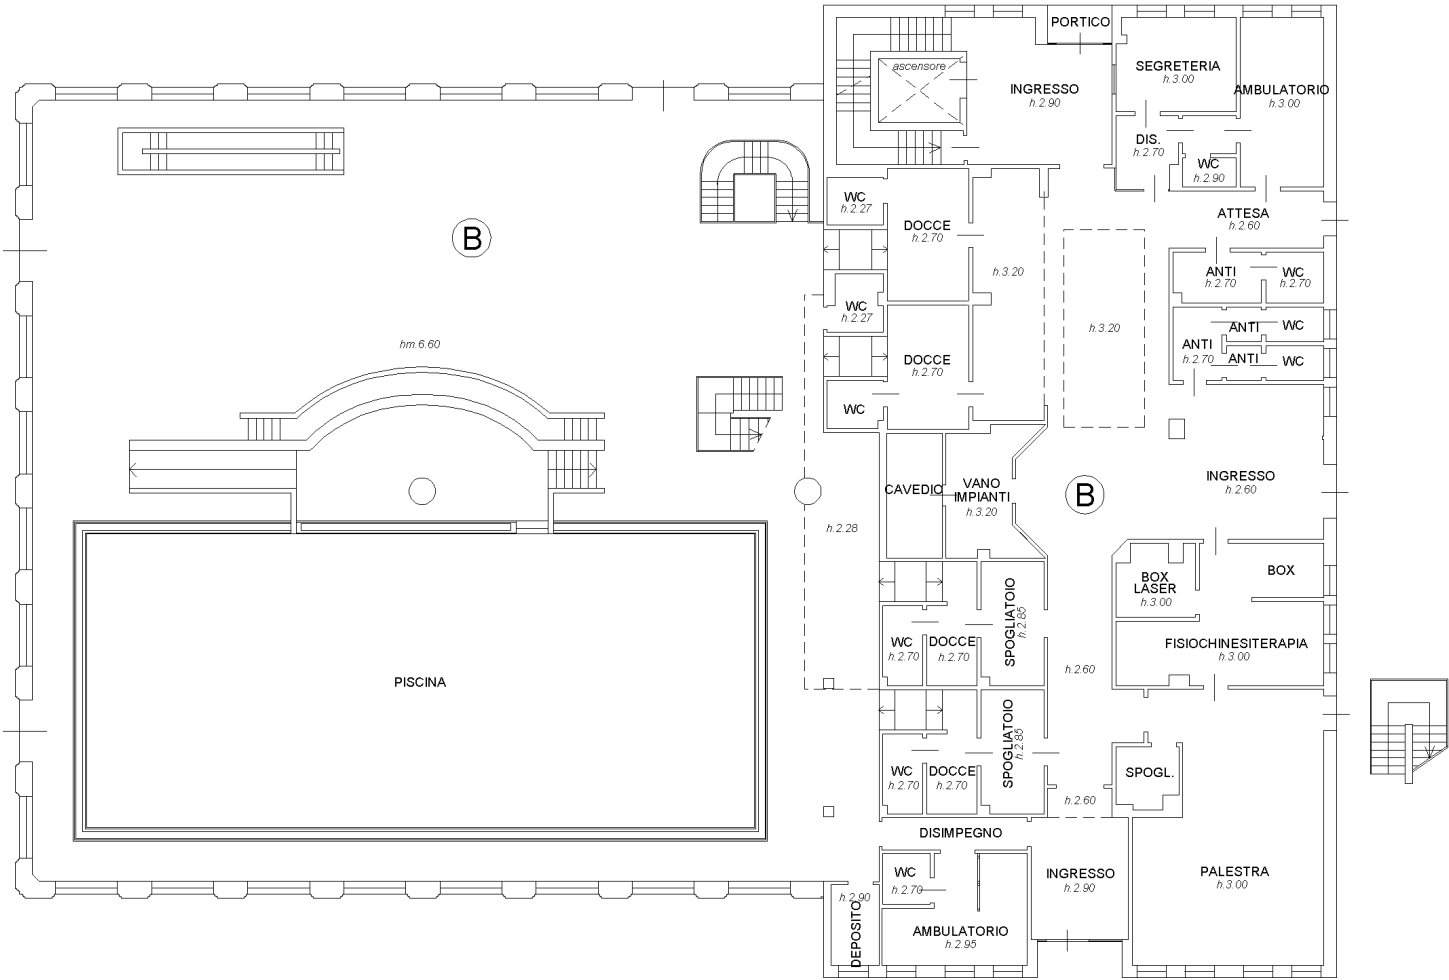 PORTICO
ascensore
SEGRETERIA
h.3.00
INGRESSO
h.2.90
AMBULATORIO
h.3.00
DIS.
h.2.70
WC
h.2.90
WC
h.2.27
DOCCE
h.2.70
ATTESA
h.2.60
B
h.3.20
ANTI
h.2.70
WC
h.2.70
WC
h.2.27
h.3.20
ANTI
WC
hm.6.60
ANTI
h.2.70
DOCCE
h.2.70
ANTI
WC
WC
INGRESSO
h.2.60
CAVEDIO
VANO
IMPIANTI
h.3.20
B
h.2.28
BOX
LASER
h.3.00
BOX
SPOGLIATOIO
h.2.85
WC
h.2.70
DOCCE
h.2.70
FISIOCHINESITERAPIA
h.3.00
h.2.60
PISCINA
SPOGLIATOIO
h.2.85
WC
h.2.70
DOCCE
h.2.70
SPOGL.
h.2.60
DISIMPEGNO
WC
h.2.70
INGRESSO
h.2.90
PALESTRA
h.3.00
h.2.90
DEPOSITO
AMBULATORIO
h.2.95